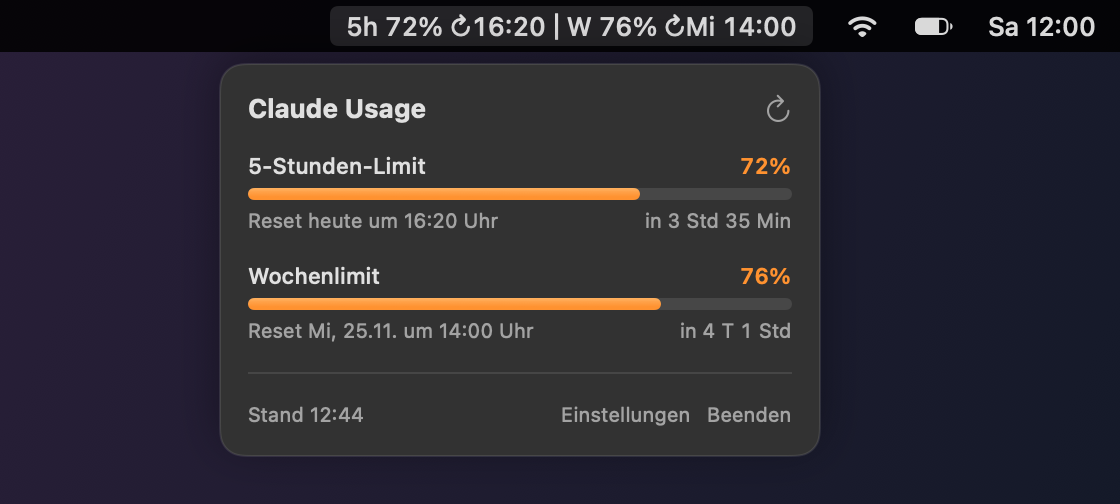 5h 72% ↻16:20 | W 76% ↻Mi 14:00 Sa 12:00
Claude Usage
5-Stunden-Limit 72%
Reset heute um 16:20 Uhr in 3 Std 35 Min
Wochenlimit 76%
Reset Mi, 25.11. um 14:00 Uhr in 4 T 1 Std
Stand 12:44 Einstellungen Beenden